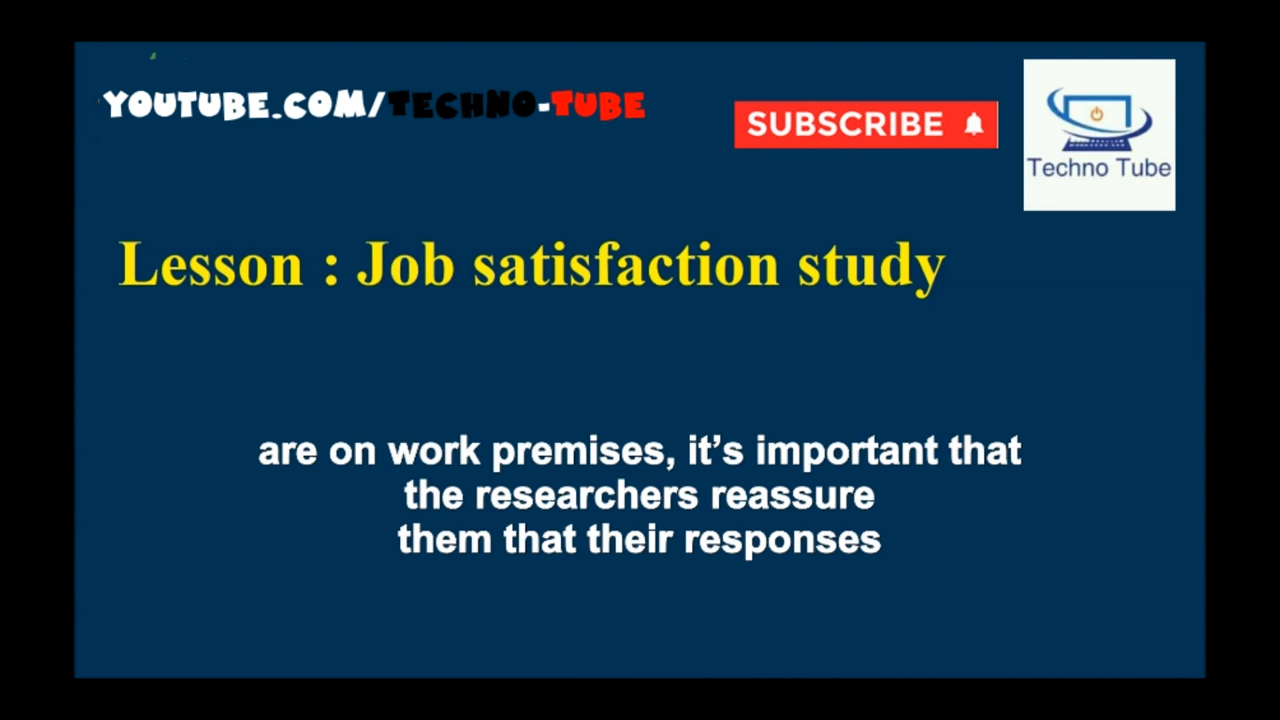 YOUTUBE.COM/TECHNO-TUBE
SUBSCRIBE
Techno Tube
Lesson : Job satisfaction study
are on work premises, it’s important that
the researchers reassure
them that their responses